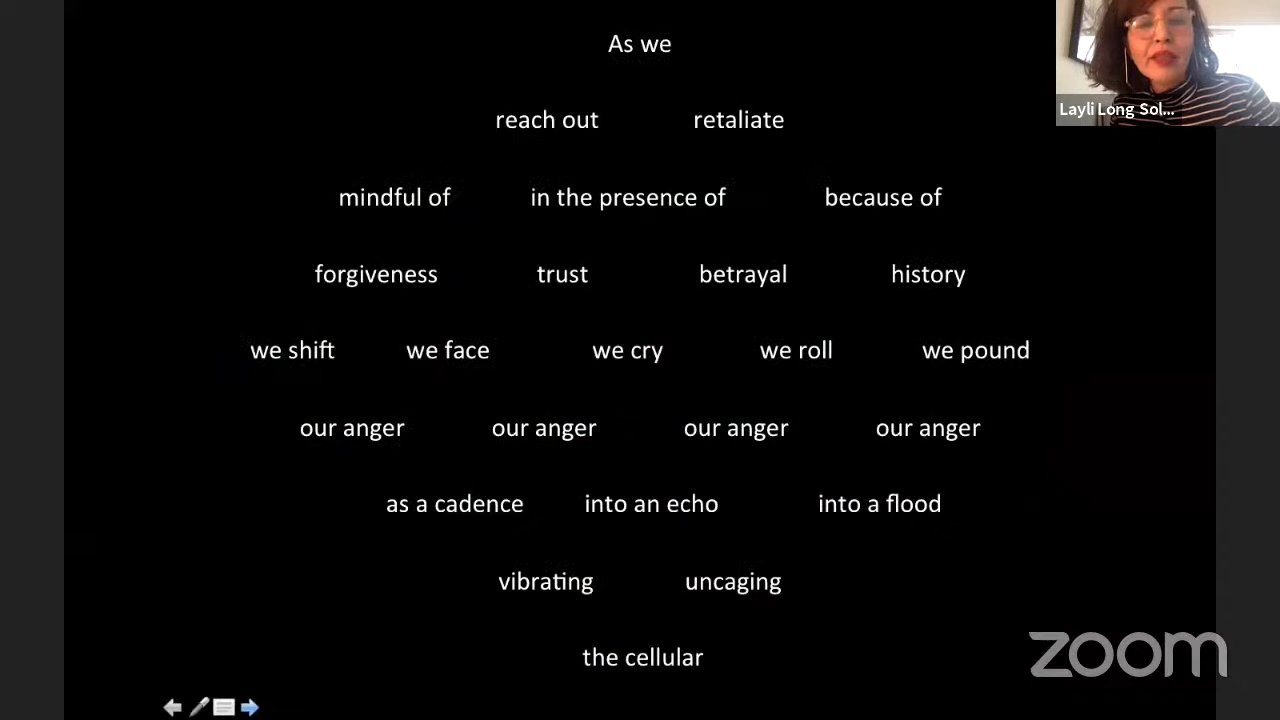 As we
Layli Long Sol...
reach out retaliate
mindful of in the presence of because of
forgiveness trust betrayal history
we shift we face we cry we roll we pound
our anger our anger our anger our anger
as a cadence into an echo into a flood
vibrating uncaging
the cellular
zoom